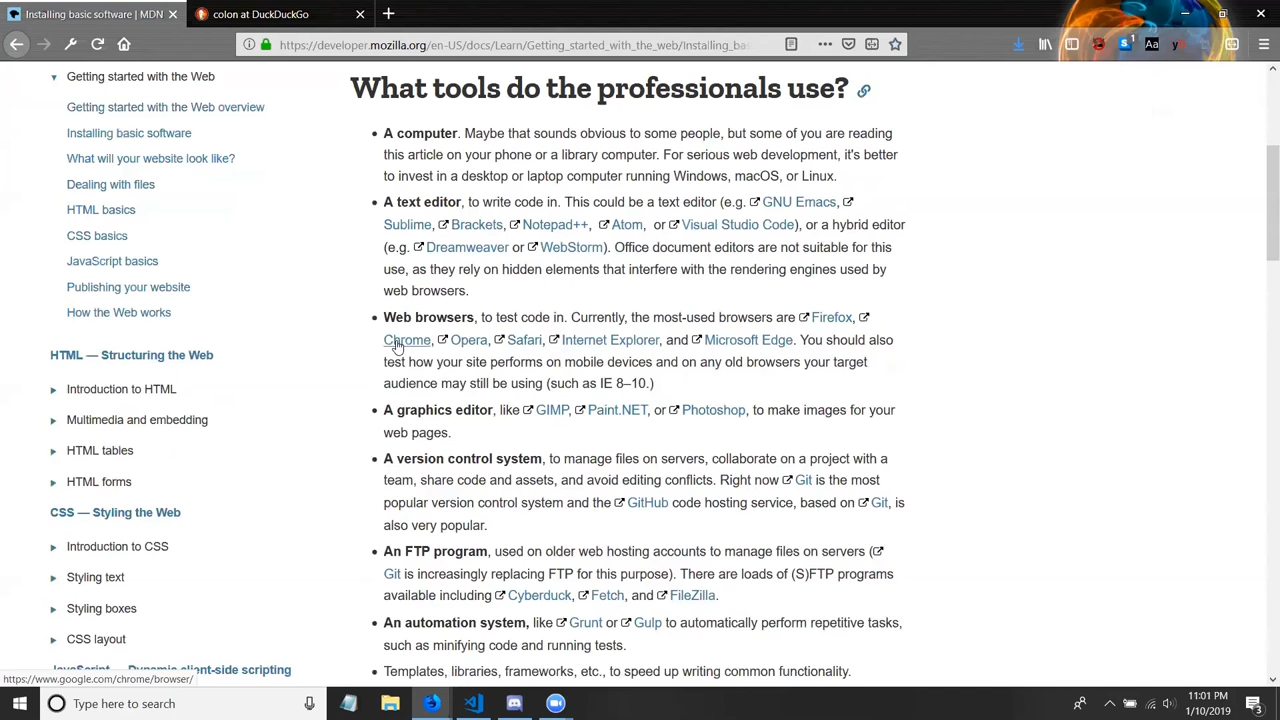 Installing basic software | MDN
colon at DuckDuckGo
https://developer.mozilla.org/en-US/docs/Learn/Getting_started_with_the_web/Installing_ba
Getting started with the Web
Getting started with the Web overview
Installing basic software
What will your website look like?
Dealing with files
HTML basics
CSS basics
JavaScript basics
Publishing your website
How the Web works
HTML — Structuring the Web
Introduction to HTML
Multimedia and embedding
HTML tables
HTML forms
CSS — Styling the Web
Introduction to CSS
Styling text
Styling boxes
CSS layout
JavaScript — Dynamic client-side scripting
https://www.google.com/chrome/browser/
What tools do the professionals use?
A computer. Maybe that sounds obvious to some people, but some of you are reading
this article on your phone or a library computer. For serious web development, it's better
to invest in a desktop or laptop computer running Windows, macOS, or Linux.
A text editor, to write code in. This could be a text editor (e.g. GNU Emacs,
Sublime, Brackets, Notepad++, Atom, or Visual Studio Code), or a hybrid editor
(e.g. Dreamweaver or WebStorm). Office document editors are not suitable for this
use, as they rely on hidden elements that interfere with the rendering engines used by
web browsers.
Web browsers, to test code in. Currently, the most-used browsers are Firefox,
Chrome, Opera, Safari, Internet Explorer, and Microsoft Edge. You should also
test how your site performs on mobile devices and on any old browsers your target
audience may still be using (such as IE 8–10.)
A graphics editor, like GIMP, Paint.NET, or Photoshop, to make images for your
web pages.
A version control system, to manage files on servers, collaborate on a project with a
team, share code and assets, and avoid editing conflicts. Right now Git is the most
popular version control system and the GitHub code hosting service, based on Git, is
also very popular.
An FTP program, used on older web hosting accounts to manage files on servers (
Git is increasingly replacing FTP for this purpose). There are loads of (S)FTP programs
available including Cyberduck, Fetch, and FileZilla.
An automation system, like Grunt or Gulp to automatically perform repetitive tasks,
such as minifying code and running tests.
Templates, libraries, frameworks, etc., to speed up writing common functionality.
Type here to search
11:01 PM
1/10/2019
3